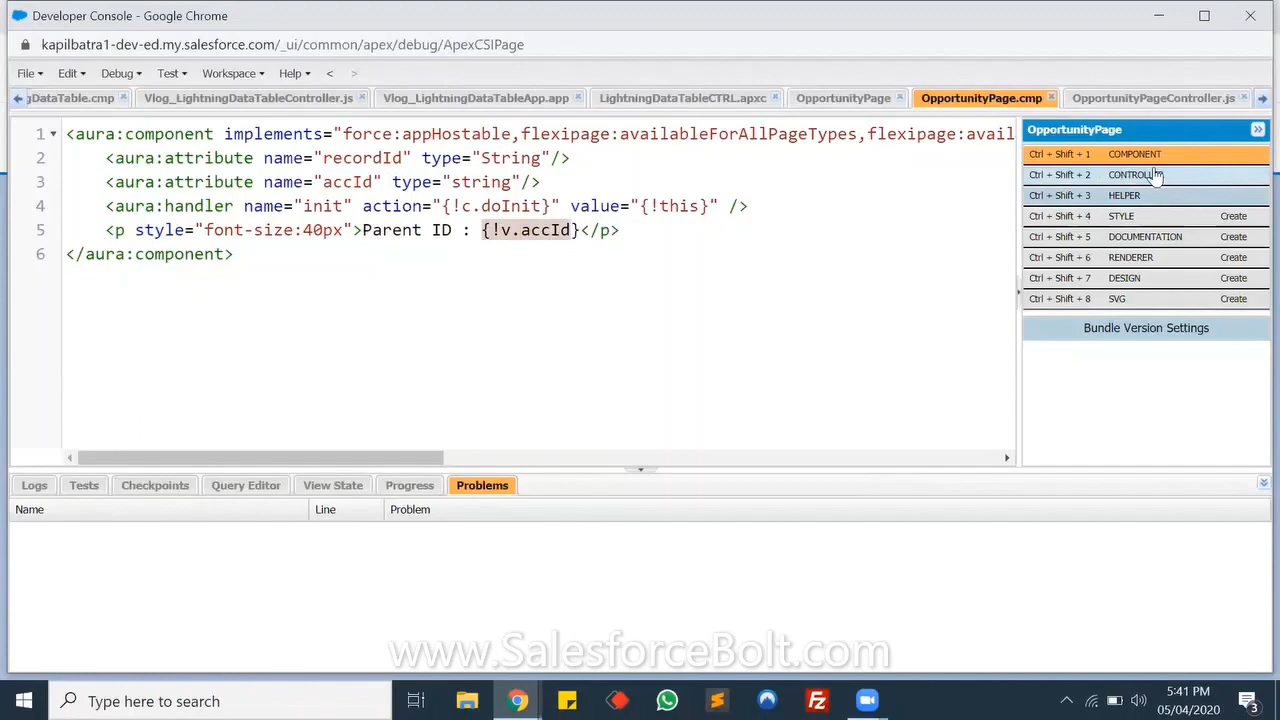 Developer Console - Google Chrome
kapilbatra1-dev-ed.my.salesforce.com/_ui/common/apex/debug/ApexCSIPage
File Edit Debug Test Workspace Help < >
gDataTable.cmp Vlog_LightningDataTableController.js Vlog_LightningDataTableApp.app LightningDataTableCTRL.apxc OpportunityPage OpportunityPage.cmp OpportunityPageController.js
1 <aura:component implements="force:appHostable,flexipage:availableForAllPageTypes,flexipage:avail
2 <aura:attribute name="recordId" type="String"/>
3 <aura:attribute name="accId" type="string"/>
4 <aura:handler name="init" action="{!c.doInit}" value="{!this}" />
5 <p style="font-size:40px">Parent ID : {!v.accId}</p>
6 </aura:component>
OpportunityPage
Ctrl + Shift + 1 COMPONENT
Ctrl + Shift + 2
Ctrl + Shift + 3 HELPER
Ctrl + Shift + 4 STYLE Create
Ctrl + Shift + 5 DOCUMENTATION Create
Ctrl + Shift + 6 RENDERER Create
Ctrl + Shift + 7 DESIGN Create
Ctrl + Shift + 8 SVG Create
Bundle Version Settings
Logs Tests Checkpoints Query Editor View State Progress Problems
Name Line Problem
www.SalesforceBolt.com
Type here to search
5:41 PM
05/04/2020
3